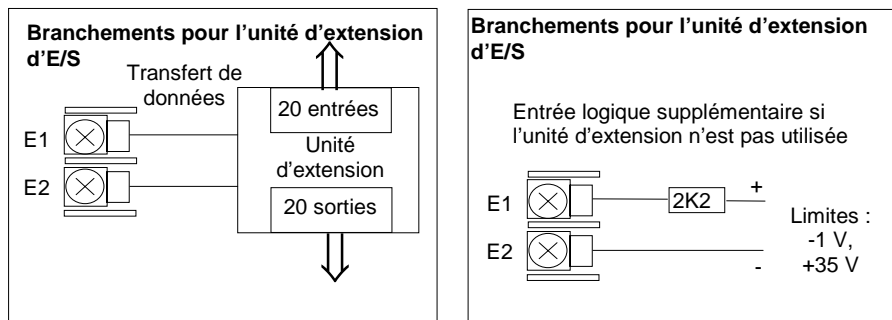 Branchements pour l'unité d'extension
d'E/S
Transfert de
données
20 entrées
E1
Unité
d'extension
E2
20 sorties
Branchements pour l'unité d'extension
d'E/S
Entrée logique supplémentaire si
l'unité d'extension n'est pas utilisée
E1
2K2
+
Limites :
-1 V,
+35 V
E2
-